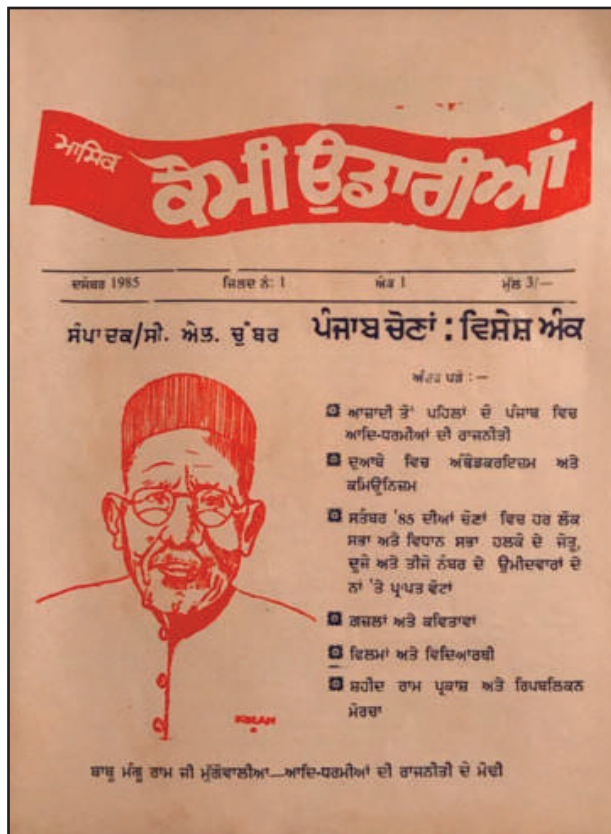 ਮਾਸਿਕ
ਕੌਮੀ ਉਡਾਰੀਆਂ
ਦਸੰਬਰ 1985 ਜਿਲਦ ਨੰ: 1 ਅੰਕ 1 ਮੁੱਲ 3/—
ਸੰਪਾਦਕ/ਸੀ. ਐਲ. ਚੁੰਬਰ
ਪੰਜਾਬ ਚੋਣਾਂ : ਵਿਸ਼ੇਸ਼ ਅੰਕ
ਅੰਦਰ ਪੜੋ :—
ਆਜ਼ਾਦੀ ਤੋਂ ਪਹਿਲਾਂ ਦੇ ਪੰਜਾਬ ਵਿਚ
ਆਦਿ-ਧਰਮੀਆਂ ਦੀ ਰਾਜਨੀਤੀ
ਦੁਆਬੇ ਵਿਚ ਅੰਬੇਡਕਰਇਜ਼ਮ ਅਤੇ
ਕਮਿਊਨਿਜ਼ਮ
ਸਤੰਬਰ '85 ਦੀਆਂ ਚੋਣਾਂ ਵਿਚ ਹਰ ਲੋਕ
ਸਭਾ ਅਤੇ ਵਿਧਾਨ ਸਭਾ ਹਲਕੇ ਦੇ ਜੇਤੂ,
ਦੂਜੇ ਅਤੇ ਤੀਜੇ ਨੰਬਰ ਦੇ ਉਮੀਦਵਾਰਾਂ ਦੇ
ਨਾਂ 'ਤੇ ਪ੍ਰਾਪਤ ਵੋਟਾਂ
ਗ਼ਜ਼ਲਾਂ ਅਤੇ ਕਵਿਤਾਵਾਂ
ਫਿਲਮਾਂ ਅਤੇ ਵਿਦਿਆਰਥੀ
ਸ਼ਹੀਦ ਰਾਮ ਪ੍ਰਕਾਸ਼ ਅਤੇ ਰਿਪਬਲਿਕਨ
ਮੋਰਚਾ
ਬਾਬੂ ਮੰਗੂ ਰਾਮ ਜੀ ਮੁੱਗੋਵਾਲੀਆ—ਆਦਿ-ਧਰਮੀਆਂ ਦੀ ਰਾਜਨੀਤੀ ਦੇ ਮੋਢੀ